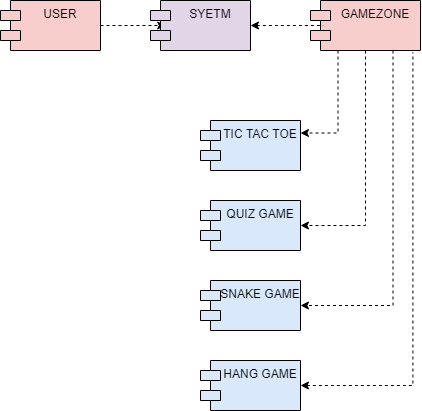 USER
SYETM
GAMEZONE
TIC TAC TOE
QUIZ GAME
SNAKE GAME
HANG GAME